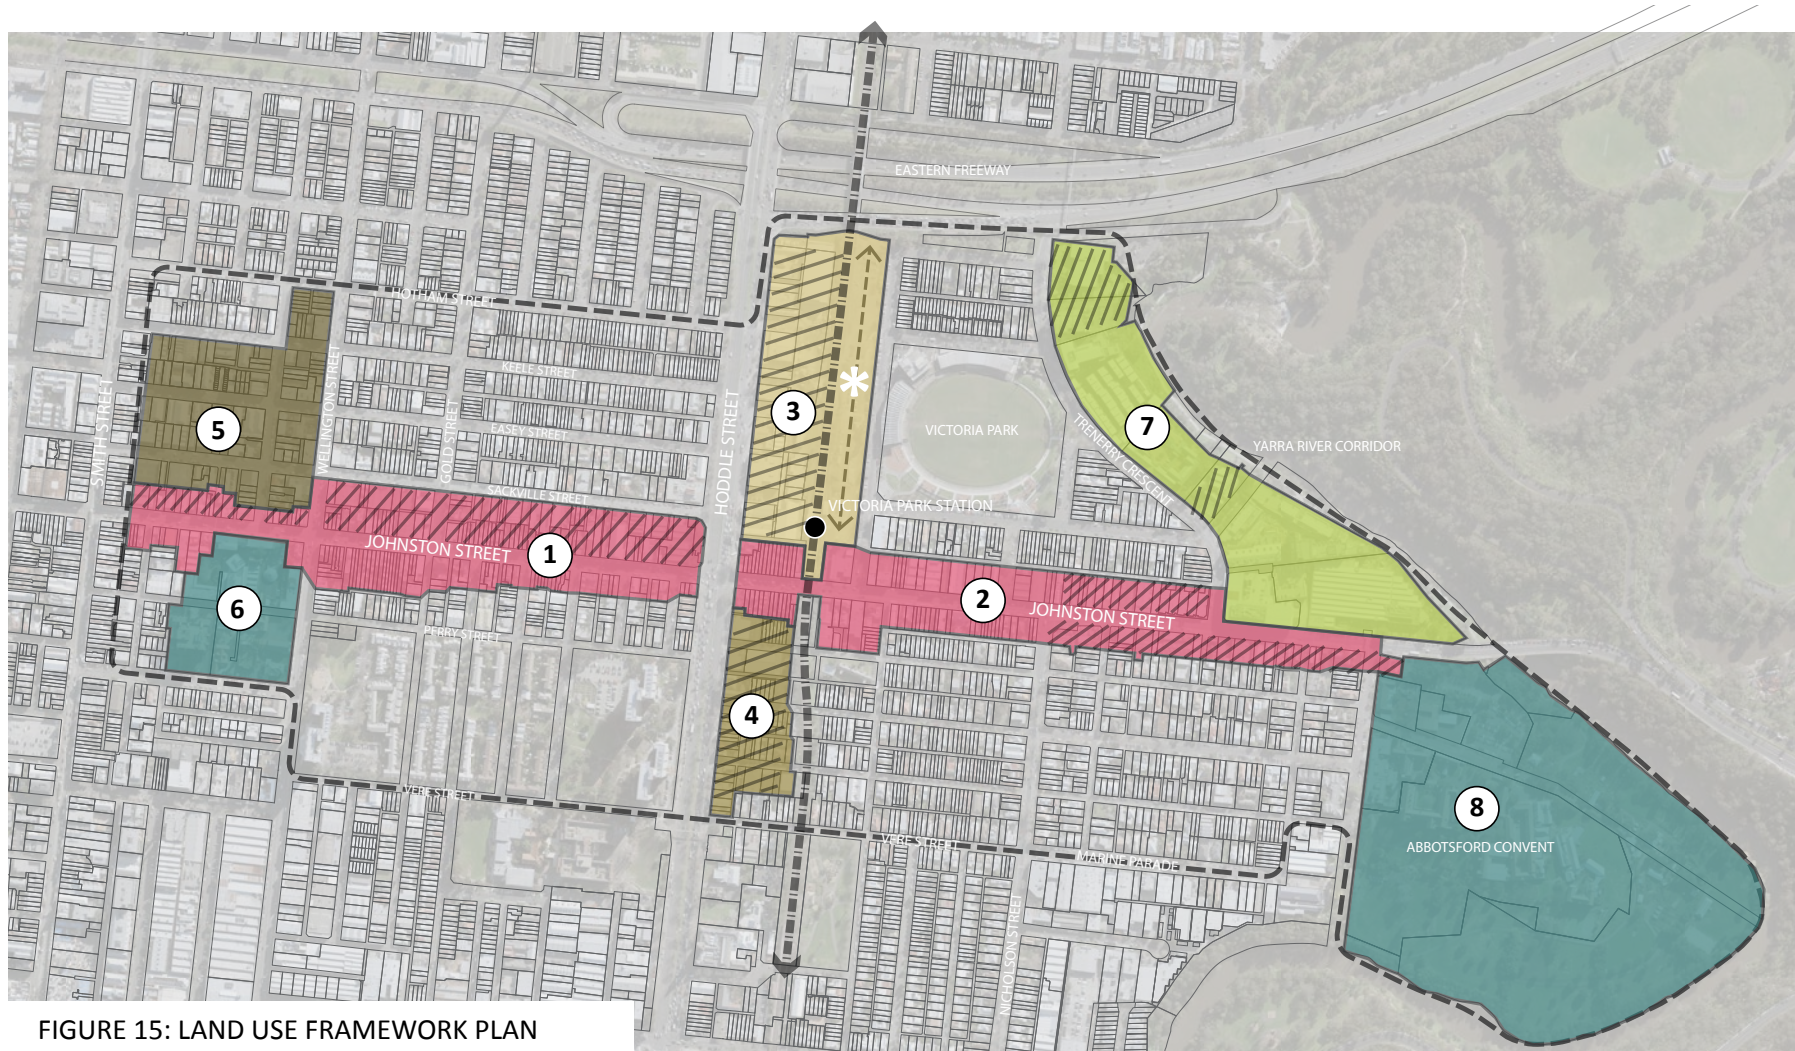 EASTERN FREEWAY
HOTHAM STREET
KEELE STREET
EASEY STREET
SACKVILLE STREET
SMITH STREET
WELLINGTON STREET
GOLD STREET
HODDLE STREET
3
5
7
VICTORIA PARK
TRENERRY CRESCENT
YARRA RIVER CORRIDOR
VICTORIA PARK STATION
JOHNSTON STREET
1
2
JOHNSTON STREET
6
PERRY STREET
4
VERE STREET
VERE STREET
MARINE PARADE
NICHOLSON STREET
8
ABBOTSFORD CONVENT
FIGURE 15: LAND USE FRAMEWORK PLAN